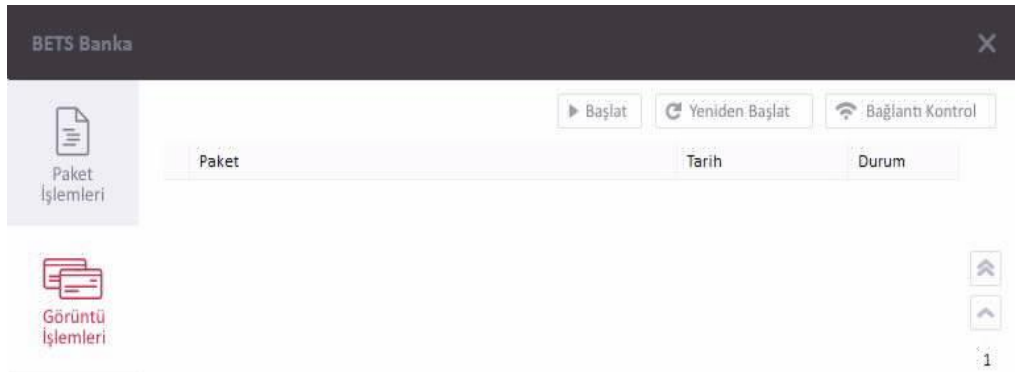 BETS Banka
Başlat
Yeniden Başlat
Bağlantı Kontrol
Paket
İşlemleri
Paket
Tarih
Durum
Görüntü
İşlemleri
1